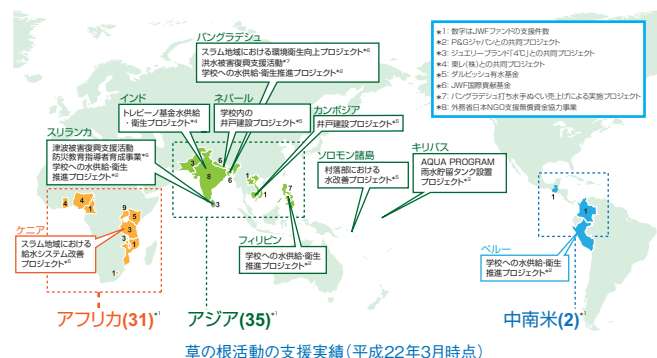 バングラデシュ
スラム地域における環境衛生向上プロジェクト*6
洪水被害復興支援活動*7
学校への水供給・衛生推進プロジェクト*2
*1：数字はJWFファンドの支援件数
*2：P&Gジャパンとの共同プロジェクト
*3：ジュエリーブランド「4℃」との共同プロジェクト
*4：東レ(株)との共同プロジェクト
*5：ダルビッシュ有水基金
*6：JWF国際貢献基金
*7：バングラデシュ打ち水手ぬぐい売上げによる実施プロジェクト
*8：外務省日本NGO支援無償資金協力事業
インド
トレビーノ基金水供給
・衛生プロジェクト*4
ネパール
学校内の
井戸建設プロジェクト*5
カンボジア
井戸建設プロジェクト*5
スリランカ
津波被害復興支援活動
防災教育指導者育成事業*8
学校への水供給・衛生
推進プロジェクト*2
ソロモン諸島
村落部における
水改善プロジェクト*5
キリバス
AQUA PROGRAM
雨水貯留タンク設置
プロジェクト*3
3
8
6
6
1
1
7
3
4
4
1
9
5
3
3
1
1
1
1
1
ケニア
スラム地域における
給水システム改善
プロジェクト*5
フィリピン
学校への水供給・衛生
推進プロジェクト*2
ペルー
学校への水供給・衛生
推進プロジェクト*2
アフリカ(31)*1
アジア(35)*1
中南米(2)*1
草の根活動の支援実績(平成22年3月時点)